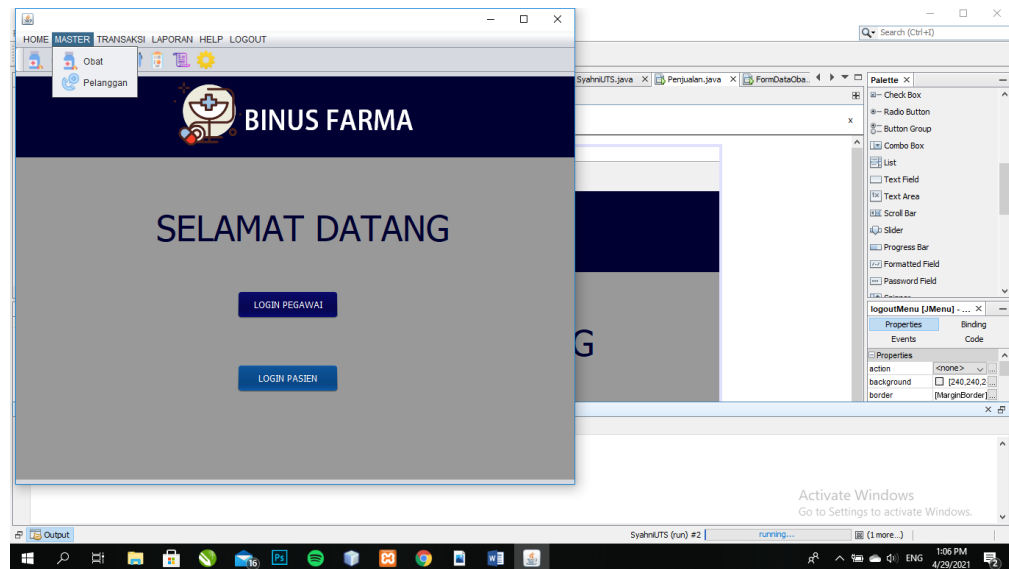 HOME MASTER TRANSAKSI LAPORAN HELP LOGOUT
Obat
Pelanggan
BINUS FARMA
SELAMAT DATANG
LOGIN PEGAWAI
LOGIN PASIEN
Search (Ctrl+I)
SyahniUTS.java
Penjualan.java
FormDataOba...
G
Palette
Check Box
Radio Button
Button Group
Combo Box
List
Text Field
Text Area
Scroll Bar
Slider
Progress Bar
Formatted Field
Password Field
logoutMenu [JMenu] - ...
Properties Binding
Events Code
Properties
action <none> ...
background [240,240,2 ...
border [MarginBorder] ...
Activate Windows
Go to Settings to activate Windows.
Output
SyahniUTS (run) #2 running... (1 more...)
16 Ps ENG 1:06 PM
4/29/2021 2